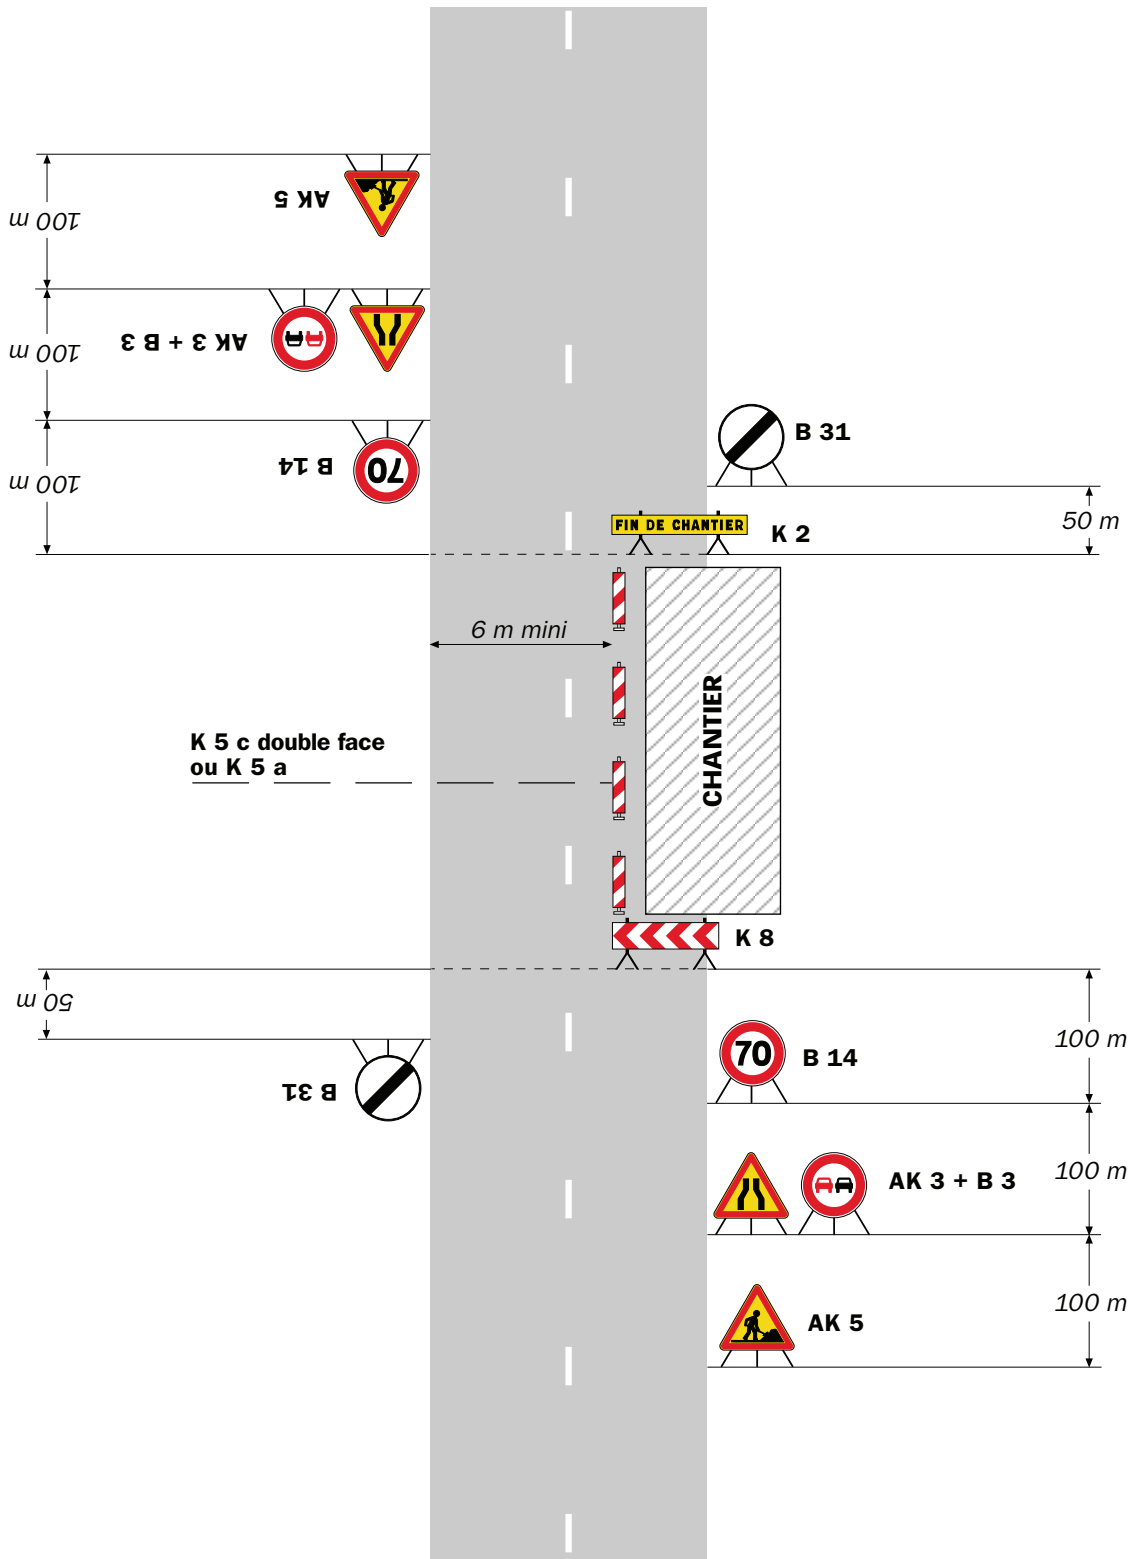 AK 5
100 m
AK 3 + B 3
100 m
B 14
70
100 m
B 31
50 m
FIN DE CHANTIER
K 2
6 m mini
CHANTIER
K 5 c double face
ou K 5 a
K 8
50 m
B 31
70
B 14
100 m
AK 3 + B 3
100 m
AK 5
100 m